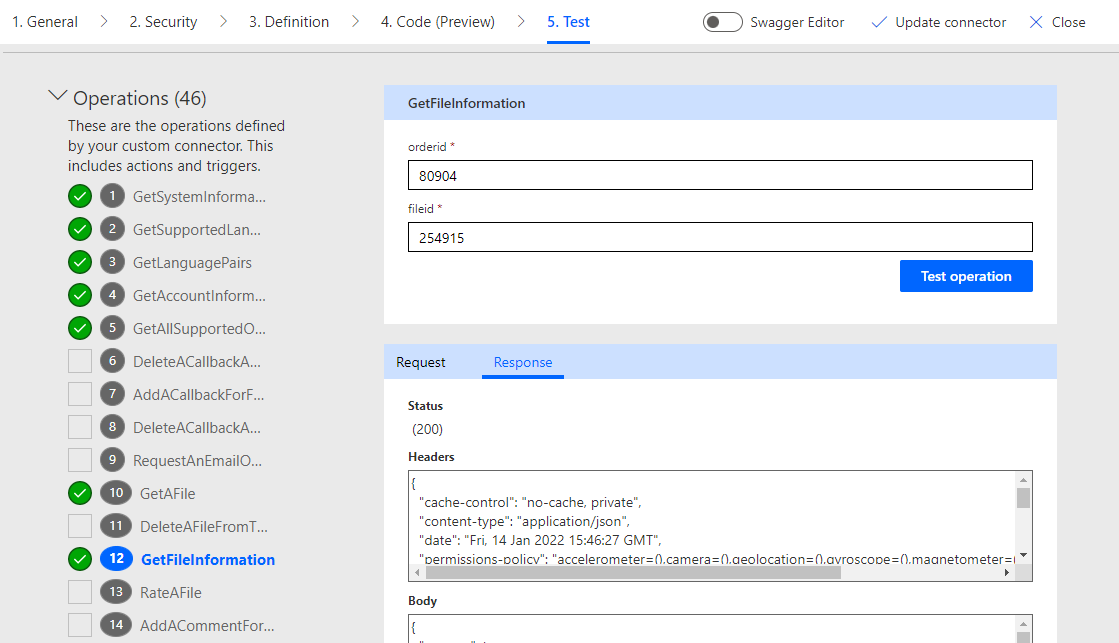 1. General
2. Security
3. Definition
4. Code (Preview)
5. Test
Swagger Editor
Update connector
Close
Operations (46)
These are the operations defined
by your custom connector. This
includes actions and triggers.
1 GetSystemInforma...
2 GetSupportedLan...
3 GetLanguagePairs
4 GetAccountInform...
5 GetAllSupportedO...
6 DeleteACallbackA...
7 AddACallbackForF...
8 DeleteACallbackA...
9 RequestAnEmailO...
10 GetAFile
11 DeleteAFileFromT...
12 GetFileInformation
13 RateAFile
14 AddACommentFor...
GetFileInformation
orderid *
80904
fileid *
254915
Test operation
Request
Response
Status
(200)
Headers
{
"cache-control": "no-cache, private",
"content-type": "application/json",
"date": "Fri, 14 Jan 2022 15:46:27 GMT",
"permissions-policy": "accelerometer=(),camera=(),geolocation=(),gyroscope=(),magnetometer=(
Body
{